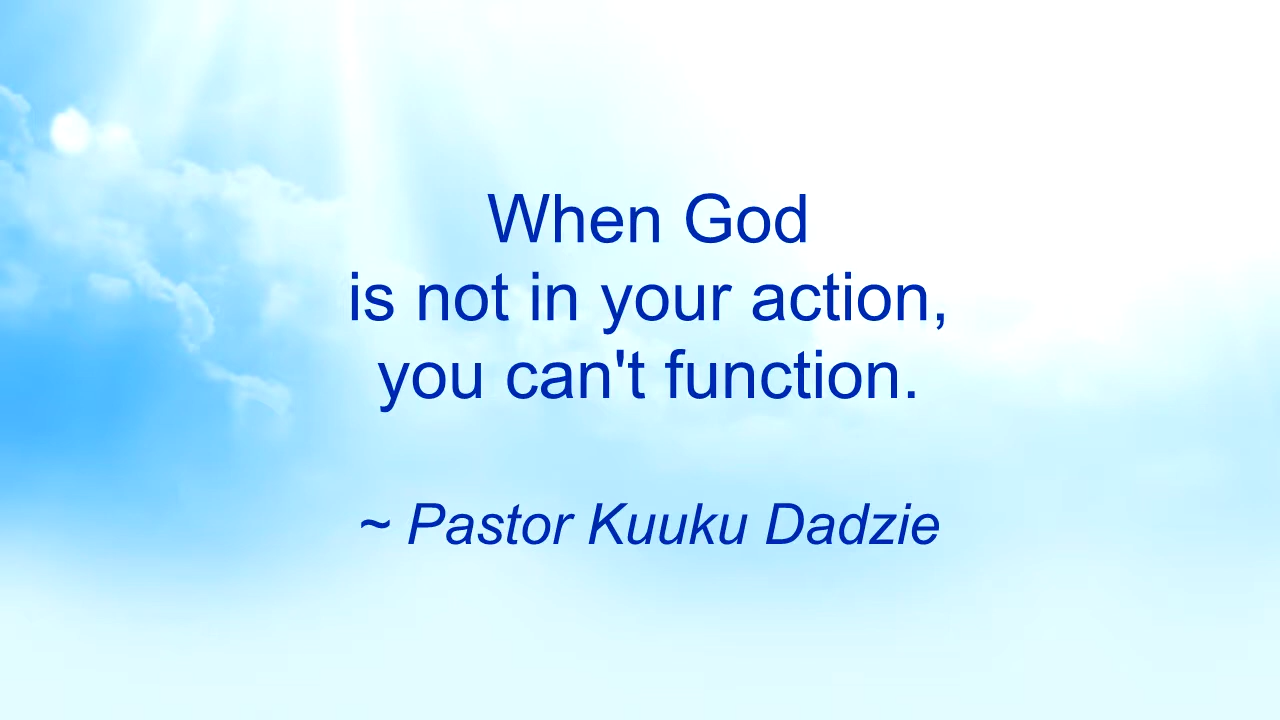 When God
is not in your action,
you can't function.
~ Pastor Kuuku Dadzie